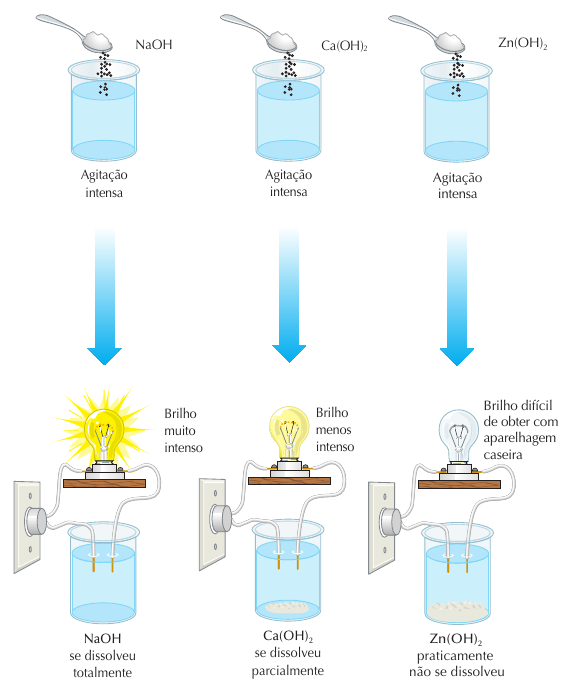 NaOH
Ca(OH)₂
Zn(OH)₂
Agitação
intensa
Agitação
intensa
Agitação
intensa
Brilho
muito
intenso
Brilho
menos
intenso
Brilho difícil
de obter com
aparelhagem
caseira
NaOH
se dissolveu
totalmente
Ca(OH)₂
se dissolveu
parcialmente
Zn(OH)₂
praticamente
não se dissolveu